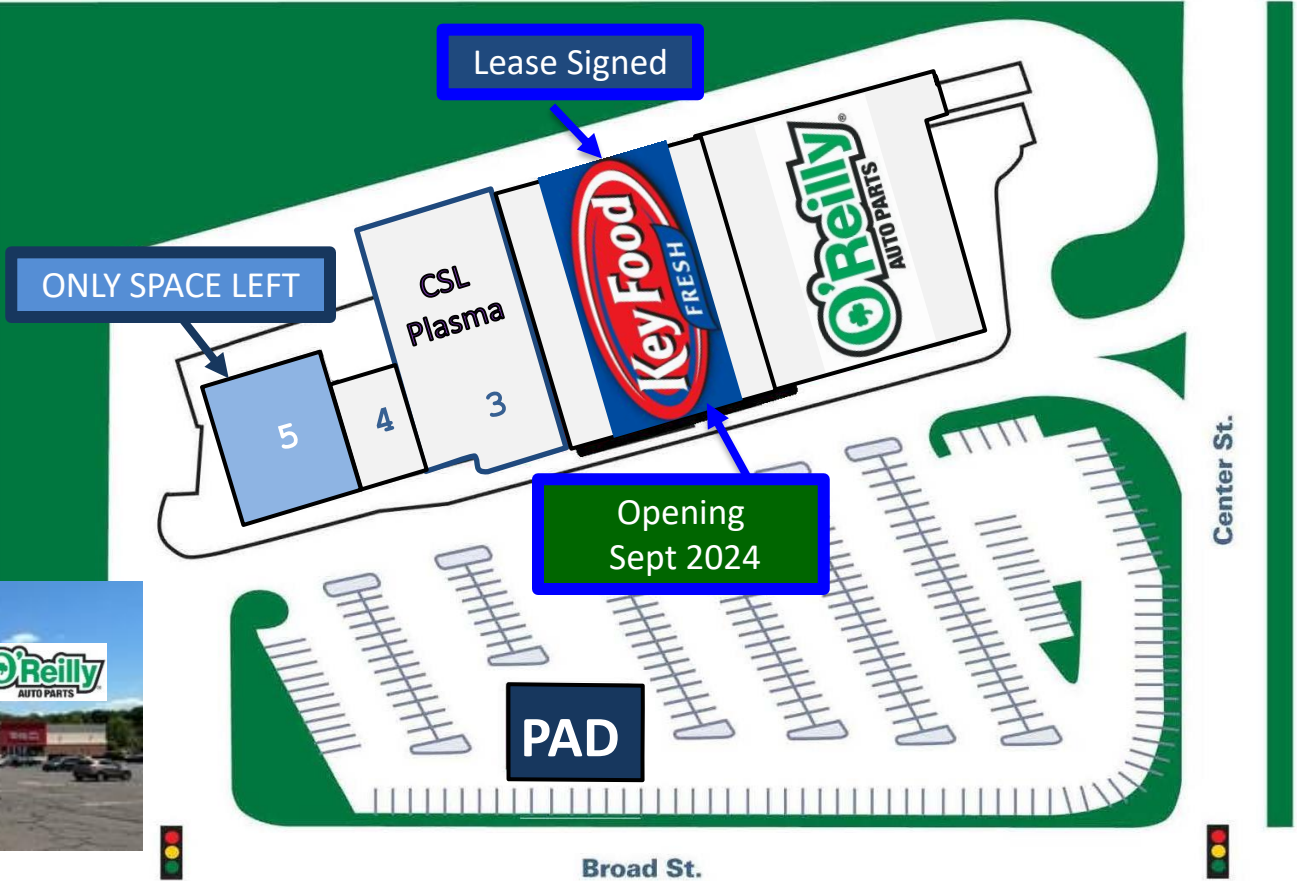 Lease Signed
O'Reilly®
AUTO PARTS
Key Food
FRESH
CSL
Plasma
ONLY SPACE LEFT
3
4
5
Opening
Sept 2024
Center St.
O'Reilly
AUTO PARTS
PAD
Broad St.